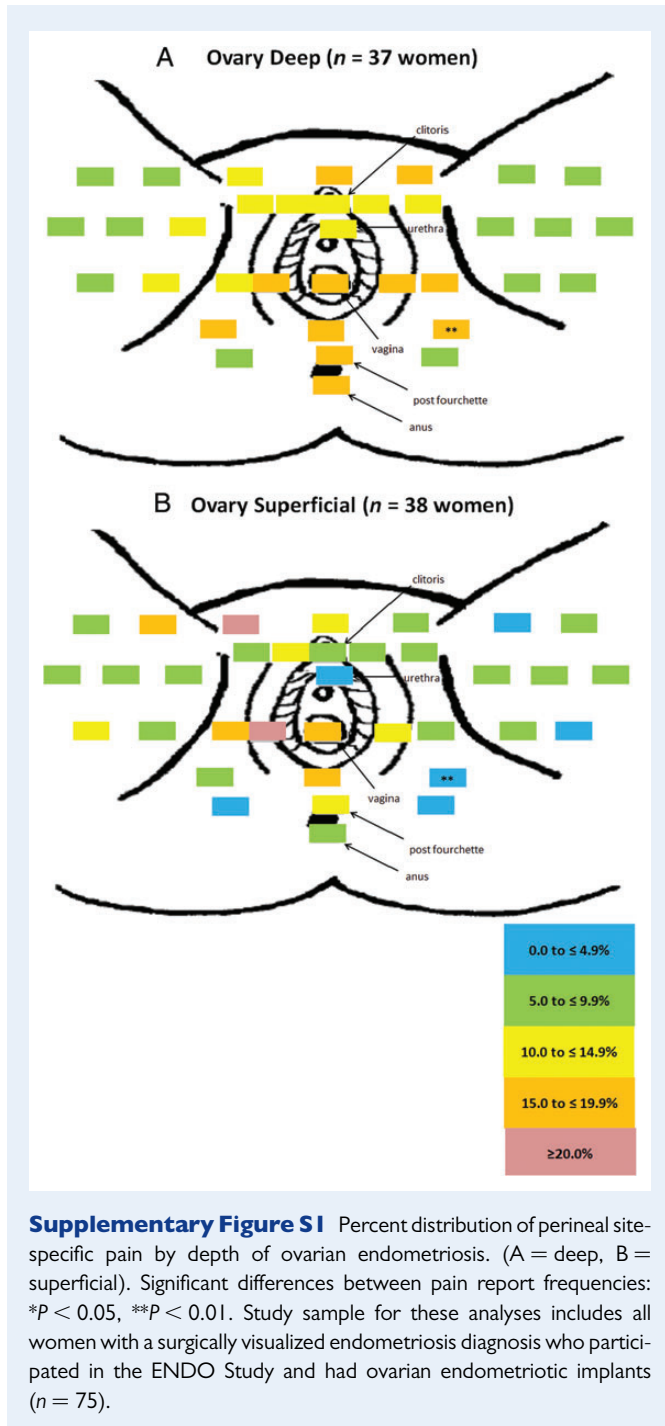 A Ovary Deep (n = 37 women)
clitoris
urethra
**
vagina
post fourchette
anus
B Ovary Superficial (n = 38 women)
clitoris
urethra
**
vagina
post fourchette
anus
0.0 to ≤ 4.9%
5.0 to ≤ 9.9%
10.0 to ≤ 14.9%
15.0 to ≤ 19.9%
≥20.0%
Supplementary Figure S1 Percent distribution of perineal site-
specific pain by depth of ovarian endometriosis. (A = deep, B =
superficial). Significant differences between pain report frequencies:
*P < 0.05, **P < 0.01. Study sample for these analyses includes all
women with a surgically visualized endometriosis diagnosis who partici-
pated in the ENDO Study and had ovarian endometriotic implants
(n = 75).